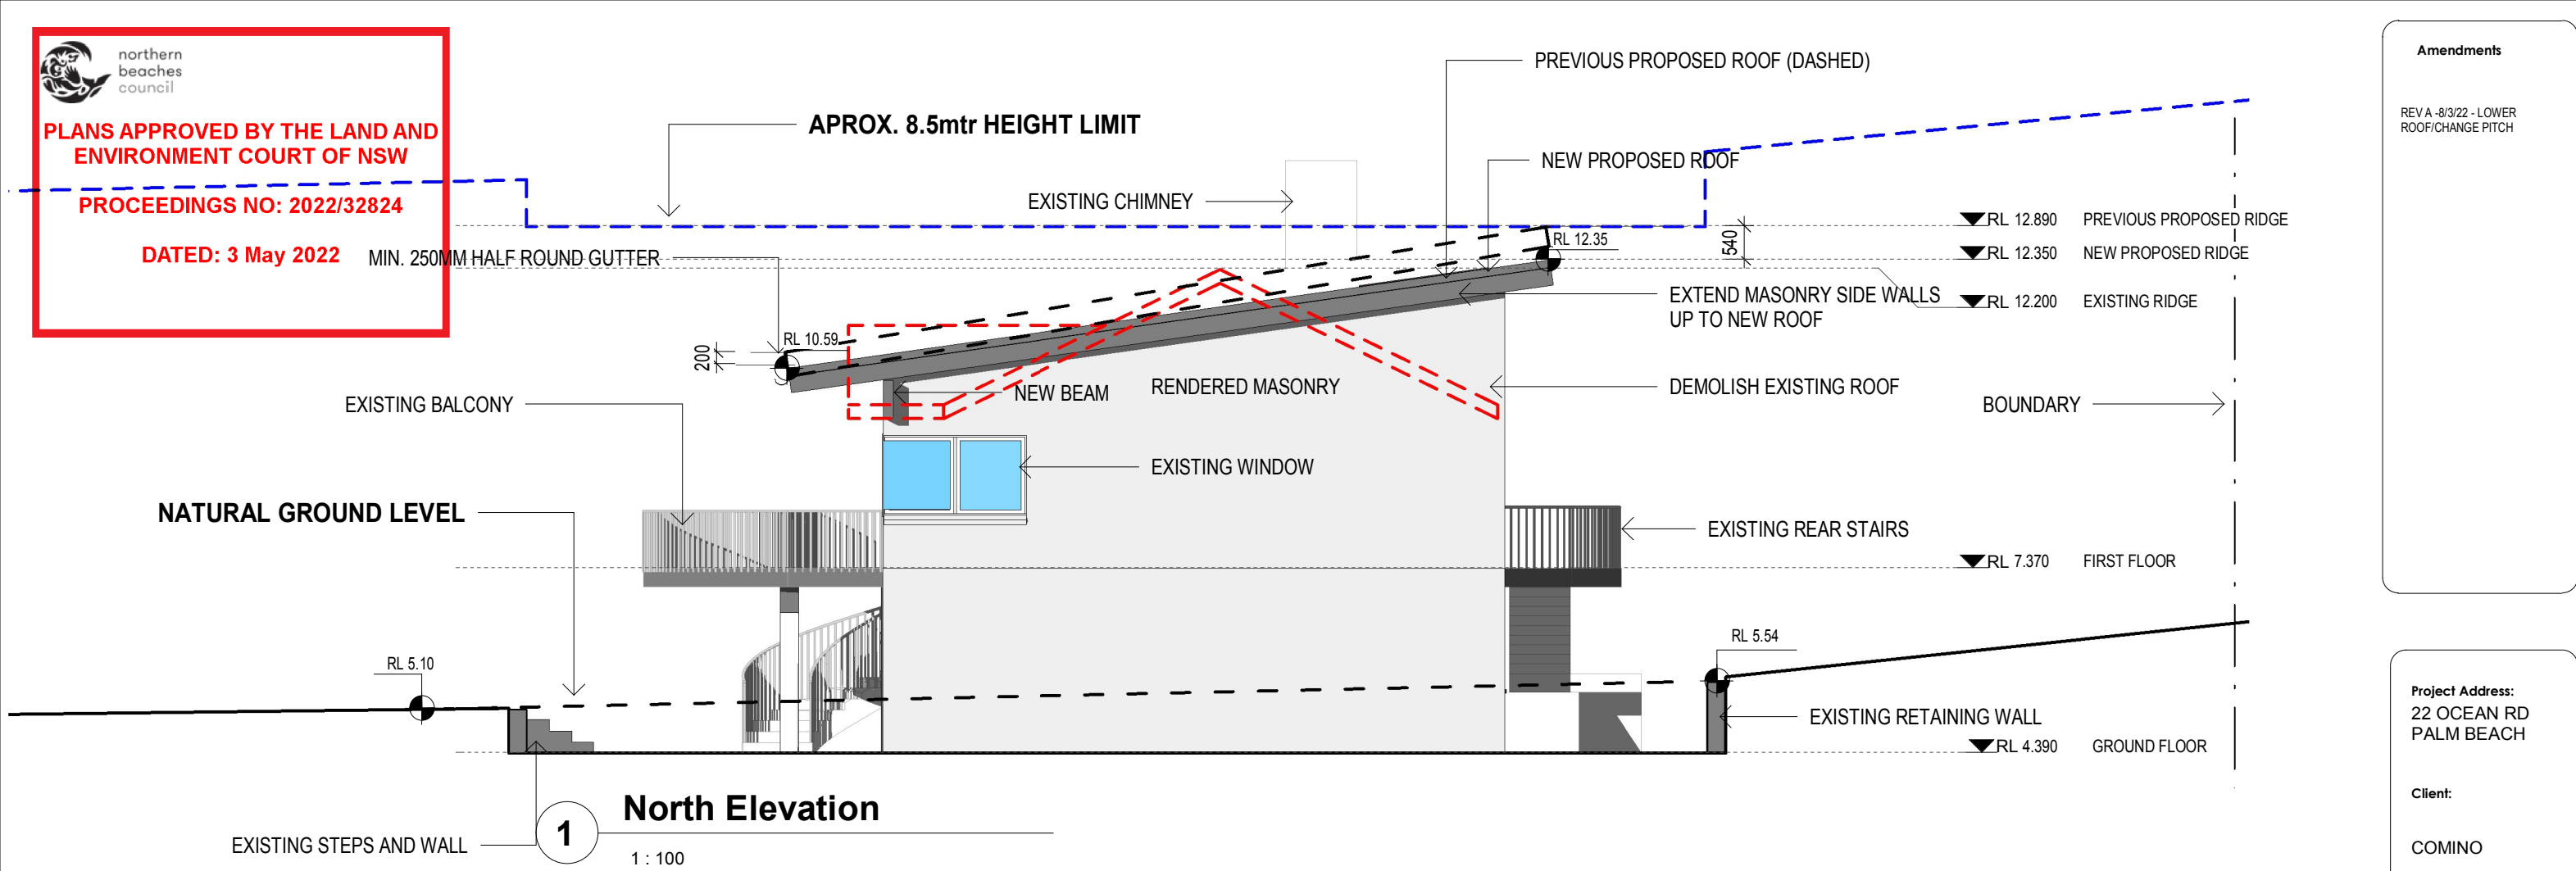 northern
beaches
council
PLANS APPROVED BY THE LAND AND
ENVIRONMENT COURT OF NSW
PROCEEDINGS NO: 2022/32824
DATED: 3 May 2022
PREVIOUS PROPOSED ROOF (DASHED)
APROX. 8.5mtr HEIGHT LIMIT
NEW PROPOSED ROOF
EXISTING CHIMNEY
RL 12.890 PREVIOUS PROPOSED RIDGE
RL 12.35
540
MIN. 250MM HALF ROUND GUTTER
RL 12.350 NEW PROPOSED RIDGE
EXTEND MASONRY SIDE WALLS
UP TO NEW ROOF
RL 12.200 EXISTING RIDGE
RL 10.59
200
NEW BEAM
RENDERED MASONRY
DEMOLISH EXISTING ROOF
EXISTING BALCONY
BOUNDARY
EXISTING WINDOW
NATURAL GROUND LEVEL
EXISTING REAR STAIRS
RL 7.370 FIRST FLOOR
RL 5.54
RL 5.10
EXISTING RETAINING WALL
RL 4.390 GROUND FLOOR
EXISTING STEPS AND WALL
1
North Elevation
1 : 100
Amendments
REV A -8/3/22 - LOWER
ROOF/CHANGE PITCH
Project Address:
22 OCEAN RD
PALM BEACH
Client:
COMINO